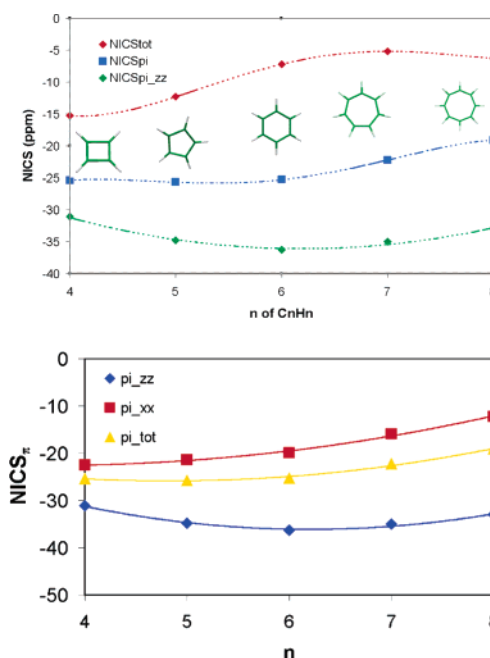 0
-5
-10
-15
-20
-25
-30
-35
-40
NICS (ppm)
NICStot
NICSpi
NICSpi_zz
4 5 6 7 8
n of CnHn
0
-10
-20
-30
-40
-50
NICSπ
pi_zz
pi_xx
pi_tot
4 5 6 7 8
n